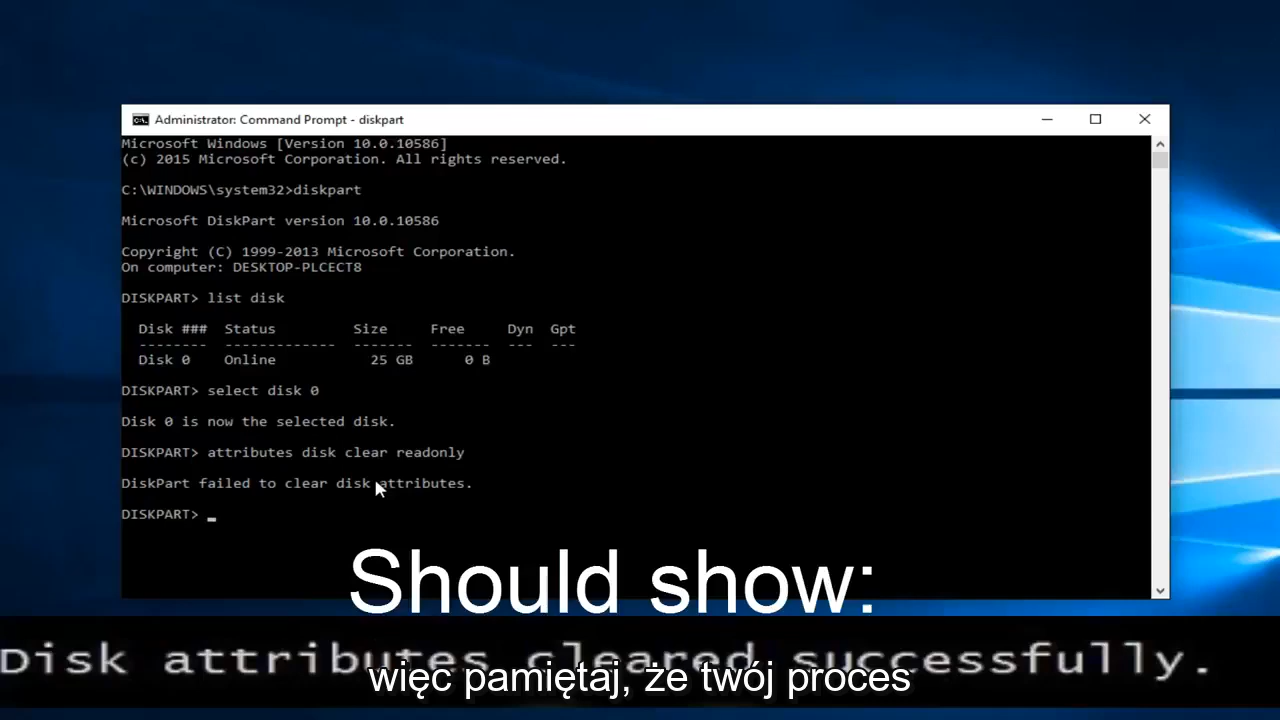 Administrator: Command Prompt - diskpart
Microsoft Windows [Version 10.0.10586]
(c) 2015 Microsoft Corporation. All rights reserved.
C:\WINDOWS\system32>diskpart
Microsoft DiskPart version 10.0.10586
Copyright (C) 1999-2013 Microsoft Corporation.
On computer: DESKTOP-PLCECT8
DISKPART> list disk
Disk ###  Status         Size     Free     Dyn  Gpt
--------  -------------  -------  -------  ---  ---
Disk 0    Online           25 GB      0 B
DISKPART> select disk 0
Disk 0 is now the selected disk.
DISKPART> attributes disk clear readonly
DiskPart failed to clear disk attributes.
DISKPART>
Should show:
Disk attributes cleared successfully.
więc pamiętaj, że twój proces